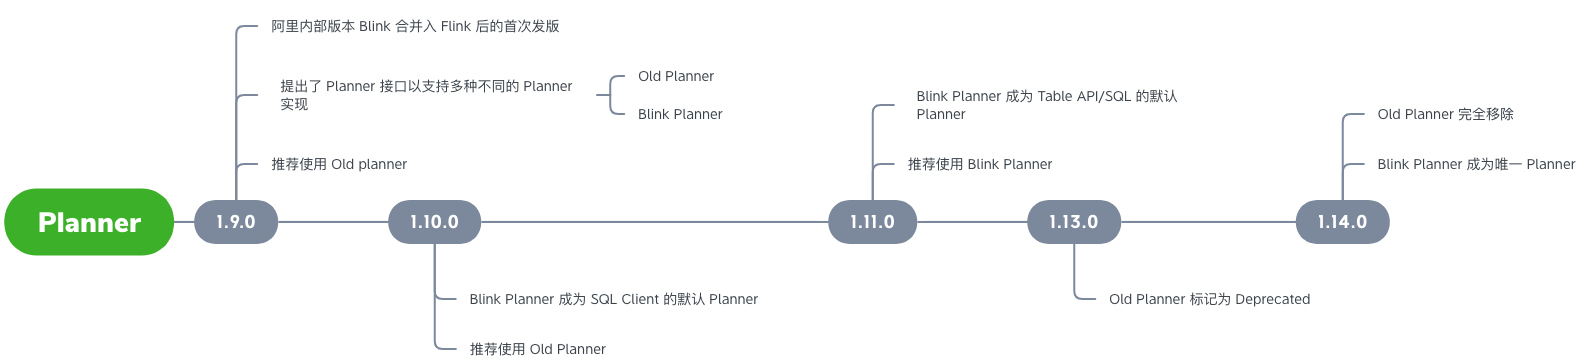 Planner
1.9.0
阿里内部版本 Blink 合并入 Flink 后的首次发版
提出了 Planner 接口以支持多种不同的 Planner
实现
Old Planner
Blink Planner
推荐使用 Old planner
1.10.0
Blink Planner 成为 SQL Client 的默认 Planner
推荐使用 Old Planner
1.11.0
Blink Planner 成为 Table API/SQL 的默认
Planner
推荐使用 Blink Planner
1.13.0
Old Planner 标记为 Deprecated
1.14.0
Old Planner 完全移除
Blink Planner 成为唯一 Planner